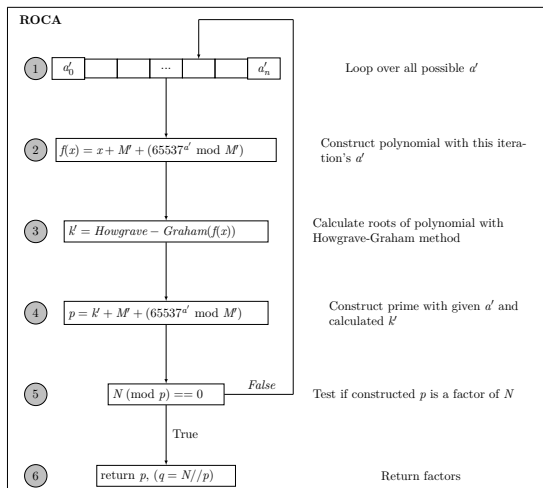 ROCA
1 a′0 ... a′n Loop over all possible a′
2 f(x) = x + M′ + (65537^a′ mod M′) Construct polynomial with this itera-
tion's a′
3 k′ = Howgrave − Graham(f(x)) Calculate roots of polynomial with
Howgrave-Graham method
4 p = k′ + M′ + (65537^a′ mod M′) Construct prime with given a′ and
calculated k′
5 N (mod p) == 0 False Test if constructed p is a factor of N
True
6 return p, (q = N//p) Return factors